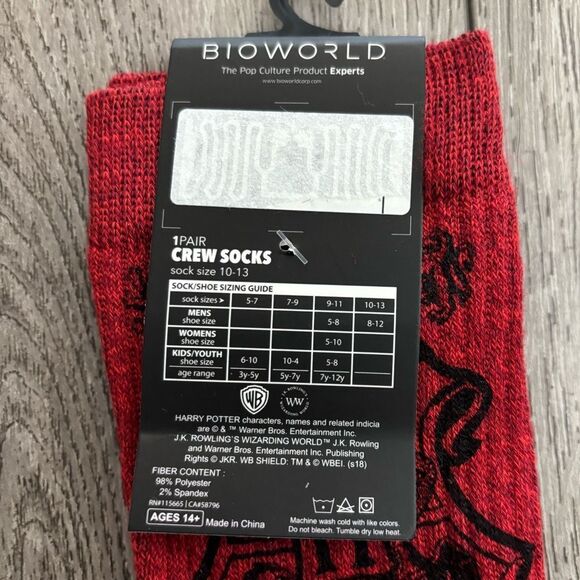 BIOWORLD
The Pop Culture Product Experts
www.bioworldcorp.com
1PAIR
CREW SOCKS
sock size 10-13
SOCK/SHOE SIZING GUIDE
sock sizes➤ 5-7 7-9 9-11 10-13
MENS
shoe size 5-8 8-12
WOMENS
shoe size 5-10
KIDS/YOUTH
shoe size 6-10 10-4 5-8
age range 3y-5y 5y-7y 7y-12y
WB
WW
HARRY POTTER characters, names and related indicia
are © & ™ Warner Bros. Entertainment Inc.
J.K. ROWLING'S WIZARDING WORLD™ J.K. Rowling
and Warner Bros. Entertainment Inc. Publishing
Rights © JKR. WB SHIELD: TM & © WBEI. (s18)
FIBER CONTENT:
98% Polyester
2% Spandex
RN#115665 | CA#58796
AGES 14+ Made in China
Machine wash cold with like colors.
Do not bleach. Tumble dry low heat.